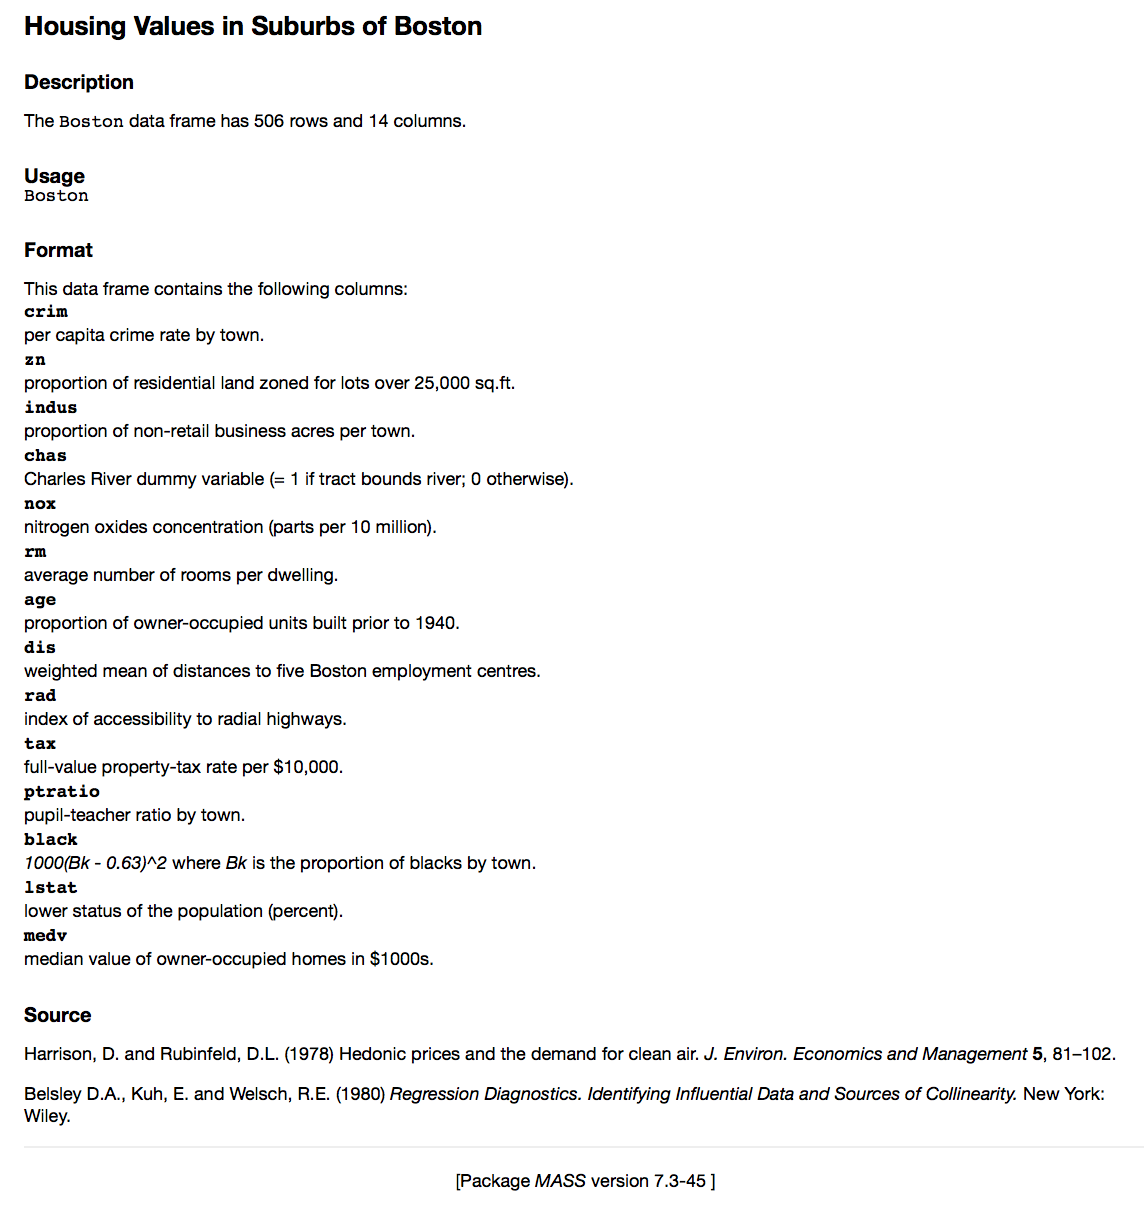 Housing Values in Suburbs of Boston
Description
The Boston data frame has 506 rows and 14 columns.
Usage
Boston
Format
This data frame contains the following columns:
crim
per capita crime rate by town.
zn
proportion of residential land zoned for lots over 25,000 sq.ft.
indus
proportion of non-retail business acres per town.
chas
Charles River dummy variable (= 1 if tract bounds river; 0 otherwise).
nox
nitrogen oxides concentration (parts per 10 million).
rm
average number of rooms per dwelling.
age
proportion of owner-occupied units built prior to 1940.
dis
weighted mean of distances to five Boston employment centres.
rad
index of accessibility to radial highways.
tax
full-value property-tax rate per $10,000.
ptratio
pupil-teacher ratio by town.
black
1000(Bk - 0.63)^2 where Bk is the proportion of blacks by town.
lstat
lower status of the population (percent).
medv
median value of owner-occupied homes in $1000s.
Source
Harrison, D. and Rubinfeld, D.L. (1978) Hedonic prices and the demand for clean air. J. Environ. Economics and Management 5, 81–102.
Belsley D.A., Kuh, E. and Welsch, R.E. (1980) Regression Diagnostics. Identifying Influential Data and Sources of Collinearity. New York:
Wiley.
[Package MASS version 7.3-45 ]